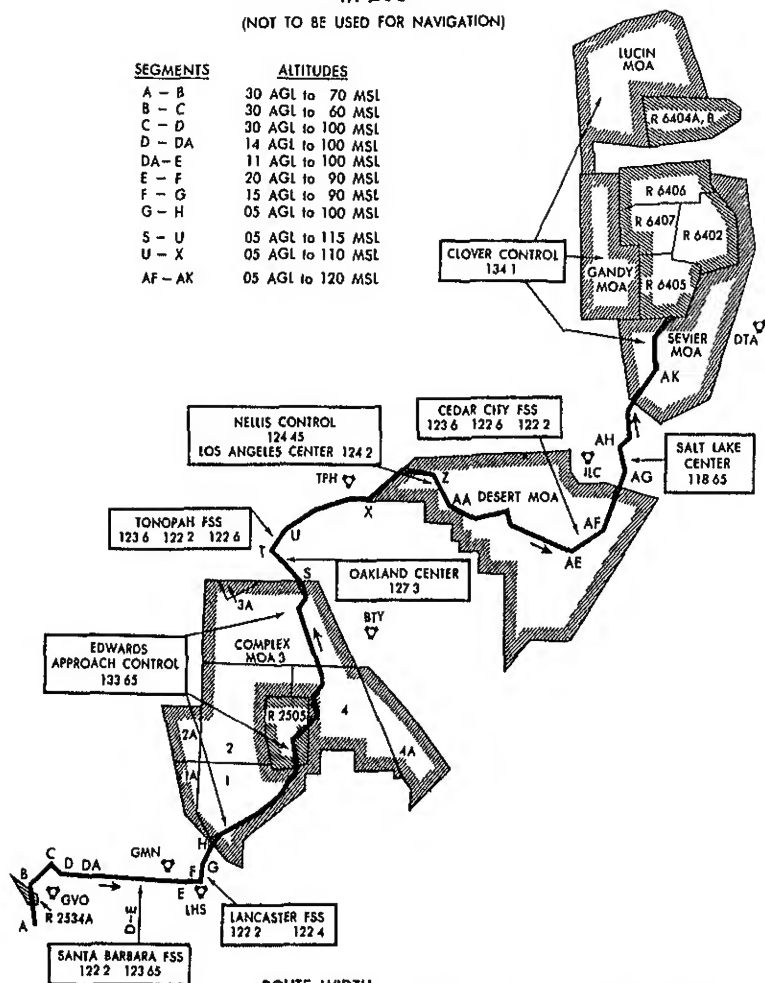 (NOT TO BE USED FOR NAVIGATION)
SEGMENTS ALTITUDES
A - B 30 AGL to 70 MSL
B - C 30 AGL to 60 MSL
C - D 30 AGL to 100 MSL
D - DA 14 AGL to 100 MSL
DA - E 11 AGL to 100 MSL
E - F 20 AGL to 90 MSL
F - G 15 AGL to 90 MSL
G - H 05 AGL to 100 MSL
S - U 05 AGL to 115 MSL
U - X 05 AGL to 110 MSL
AF - AK 05 AGL to 120 MSL
LUCIN
MOA
R 6404A, B
R 6406
R 6407
R 6402
CLOVER CONTROL
134 1
GANDY
MOA
R 6405
SEVIER
MOA
DTA
AK
NELLIS CONTROL
124 45
LOS ANGELES CENTER 124 2
CEDAR CITY FSS
123 6 122 6 122 2
AH
ILC
SALT LAKE
CENTER
118 65
AG
TPH
Z
X
AA
DESERT MOA
AF
AE
TONOPAH FSS
123 6 122 2 122 6
U
T
S
OAKLAND CENTER
127 3
3A
BTY
EDWARDS
APPROACH CONTROL
133 65
COMPLEX
MOA 3
R 2505
4
4A
2A
2
1A
1
H
G
F
E
GMN
LHS
C
D DA
B
GVO
R 2534A
A
D-E
LANCASTER FSS
122 2 122 4
SANTA BARBARA FSS
122 2 123 65
ROUTE WIDTH